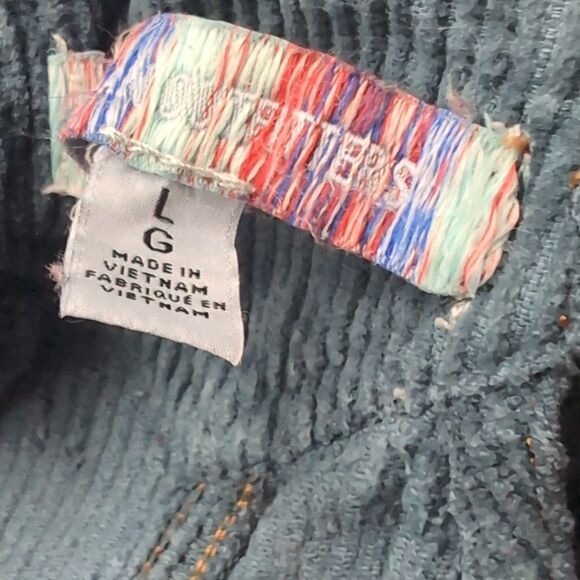 OUTFITTERS
L
G
MADE IN
VIETNAM
FABRIQUÉ EN
VIETNAM